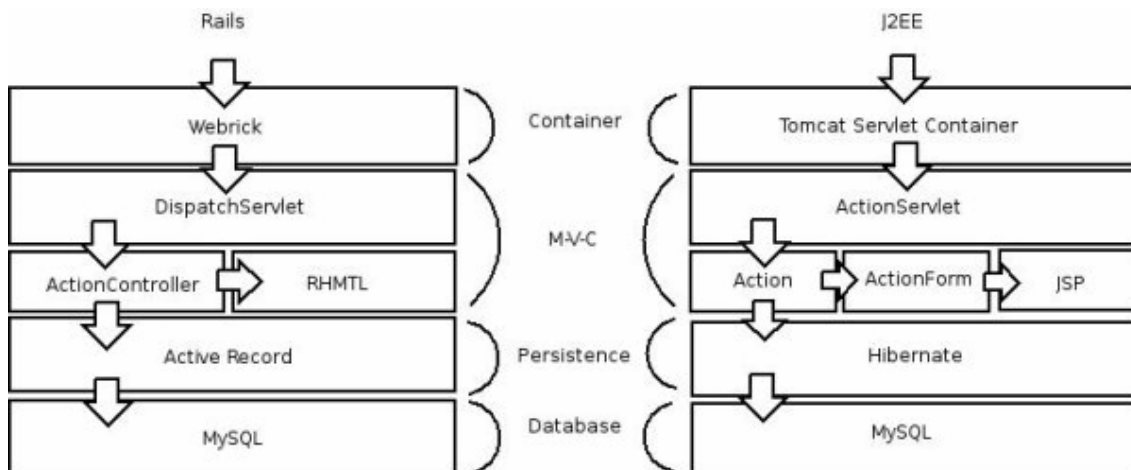 Rails
J2EE
Webrick
Container
Tomcat Servlet Container
DispatchServlet
ActionServlet
M-V-C
ActionController
RHMTL
Action
ActionForm
JSP
Active Record
Persistence
Hibernate
MySQL
Database
MySQL